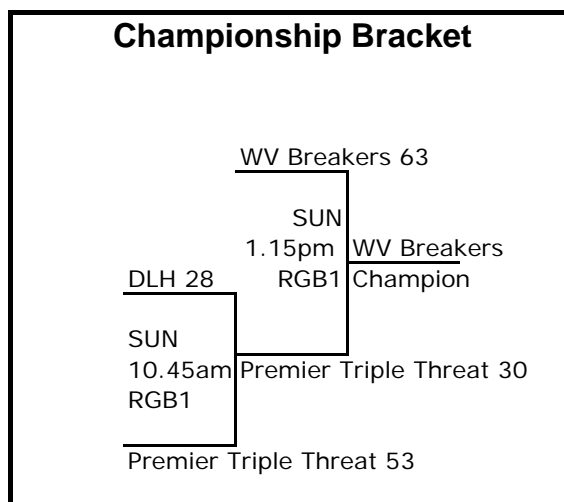 Championship Bracket
WV Breakers 63
SUN
1.15pm
RGB1
WV Breakers
Champion
DLH 28
SUN
10.45am
RGB1
Premier Triple Threat 30
Premier Triple Threat 53